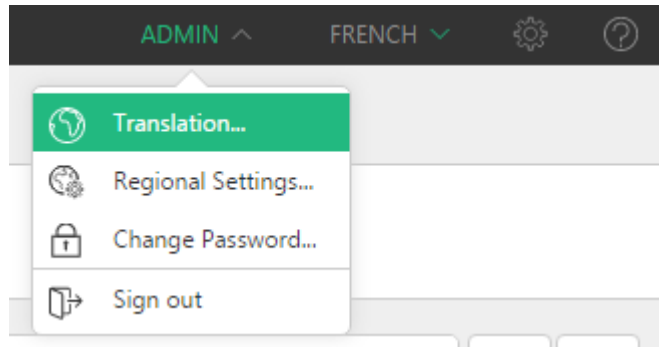 ADMIN FRENCH
Translation...
Regional Settings...
Change Password...
Sign out